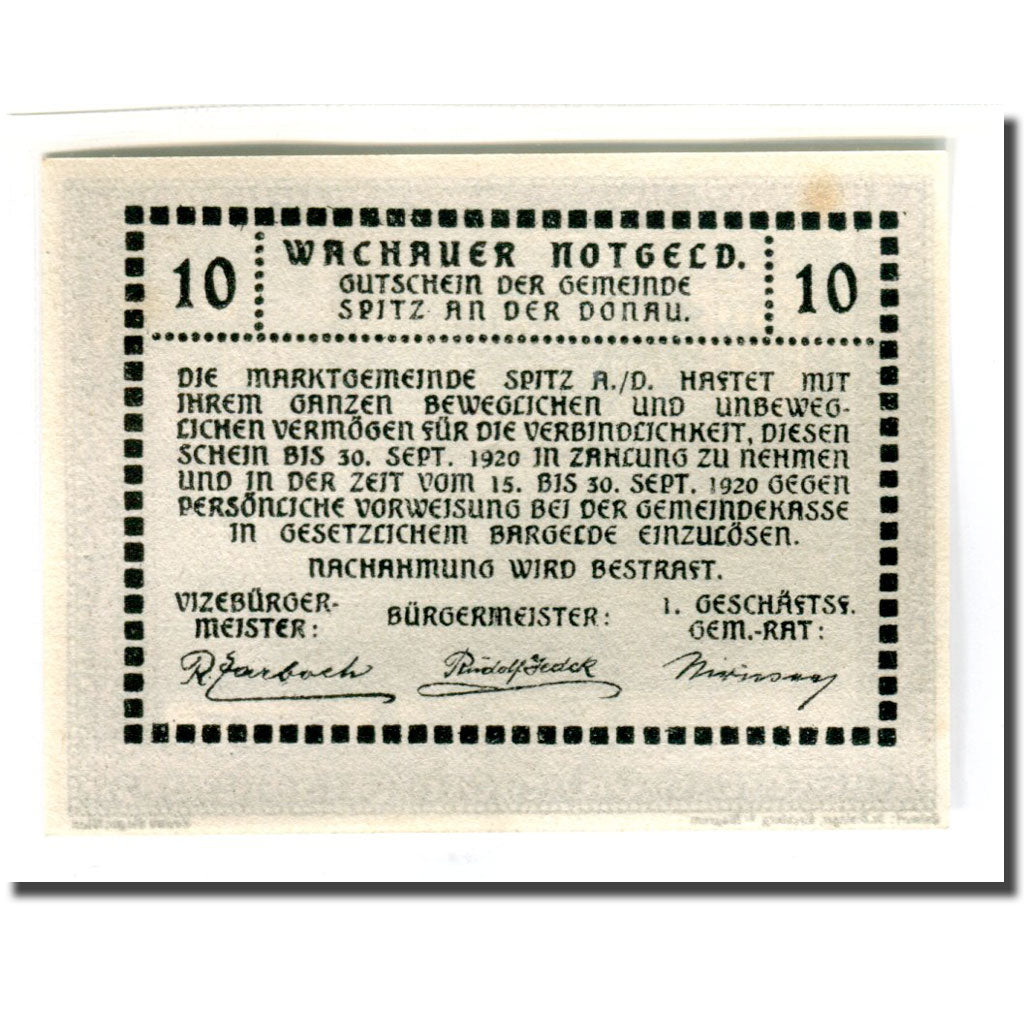 WACHAUER NOTGELD.
10 GUTSCHEIN DER GEMEINDE 10
SPITZ AN DER DONAU.
DIE MARKTGEMEINDE SPITZ A./D. HAFTET MIT
IHREM GANZEN BEWEGLICHEN UND UNBEWEG-
LICHEN VERMÖGEN FÜR DIE VERBINDLICHKEIT, DIESEN
SCHEIN BIS 30. SEPT. 1920 IN ZAHLUNG ZU NEHMEN
UND IN DER ZEIT VOM 15. BIS 30. SEPT. 1920 GEGEN
PERSÖNLICHE VORWEISUNG BEI DER GEMEINDEKASSE
IN GESETZLICHEM BARGELDE EINZULÖSEN.
NACHAHMUNG WIRD BESTRAFT.
VIZEBÜRGER-
MEISTER:
BÜRGERMEISTER:
1. GESCHÄFTSF.
GEM.-RAT:
Rudolf